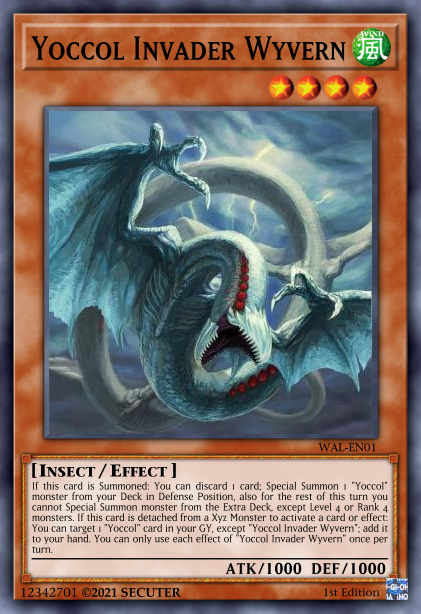 Yoccol Invader Wyvern
WIND
風
WAL-EN01
[Insect / Effect]
If this card is Summoned: You can discard 1 card; Special Summon 1 "Yoccol"
monster from your Deck in Defense Position, also for the rest of this turn you
cannot Special Summon monster from the Extra Deck, except Level 4 or Rank 4
monsters. If this card is detached from a Xyz Monster to activate a card or effect:
You can target 1 "Yoccol" card in your GY, except "Yoccol Invader Wyvern"; add it
to your hand. You can only use each effect of "Yoccol Invader Wyvern" once per
turn.
ATK/1000 DEF/1000
12342701 ©2021 SECUTER
1st Edition